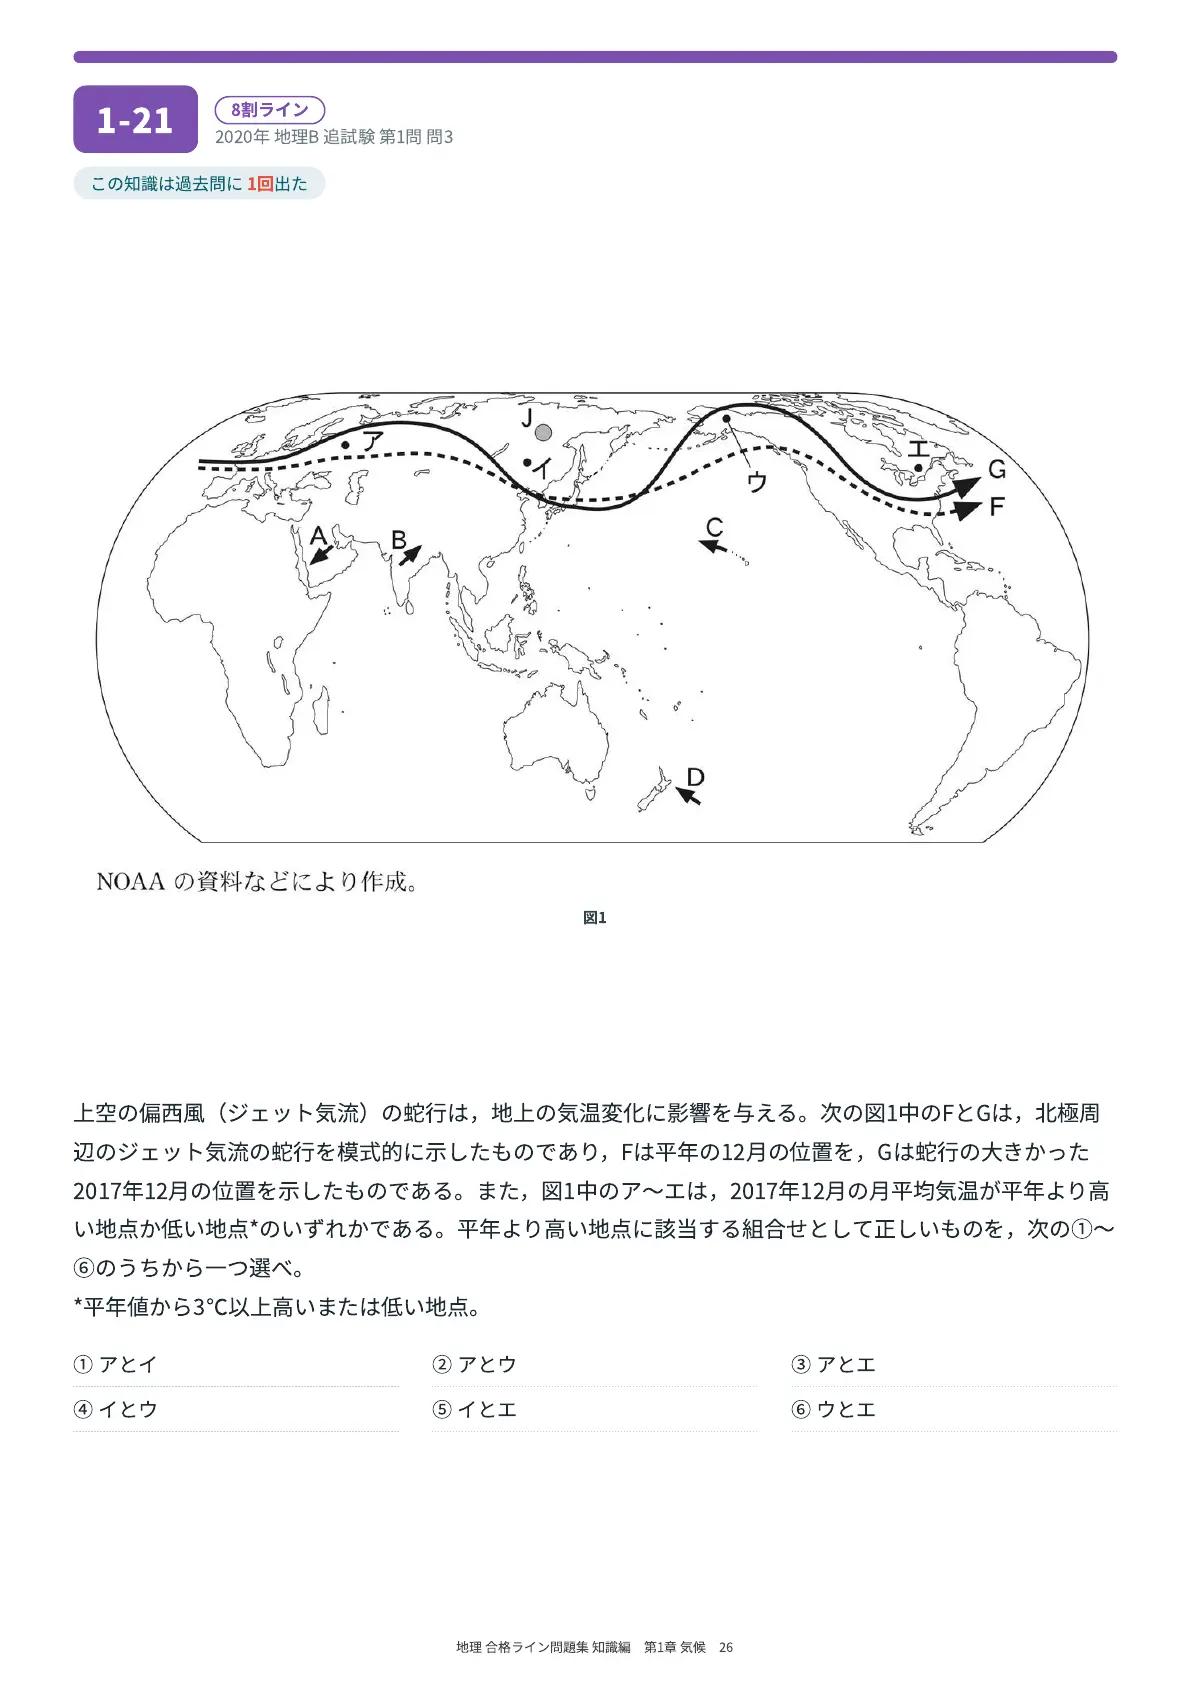 1-21
8割ライン
2020年 地理B 追試験 第1問 問3
この知識は過去問に 1回出た
J
ア
イ
エ
ウ
G
F
A
B
C
D
NOAA の資料などにより作成。
図1
上空の偏西風（ジェット気流）の蛇行は，地上の気温変化に影響を与える。次の図1中のFとGは，北極周
辺のジェット気流の蛇行を模式的に示したものであり，Fは平年の12月の位置を，Gは蛇行の大きかった
2017年12月の位置を示したものである。また，図1中のア～エは，2017年12月の月平均気温が平年より高
い地点か低い地点*のいずれかである。平年より高い地点に該当する組合せとして正しいものを，次の①～
⑥のうちから一つ選べ。
*平年値から3℃以上高いまたは低い地点。
① アとイ
② アとウ
③ アとエ
④ イとウ
⑤ イとエ
⑥ ウとエ
地理 合格ライン問題集 知識編　第1章 気候　26